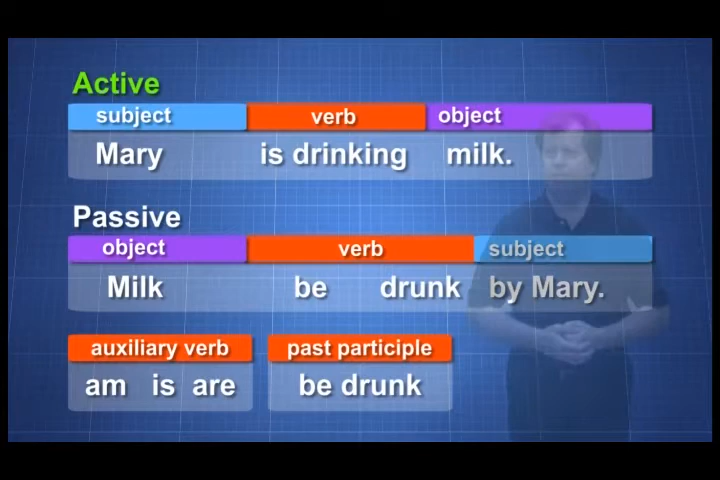 Active
subject verb object
Mary is drinking milk.
Passive
object verb subject
Milk be drunk by Mary.
auxiliary verb past participle
am is are be drunk